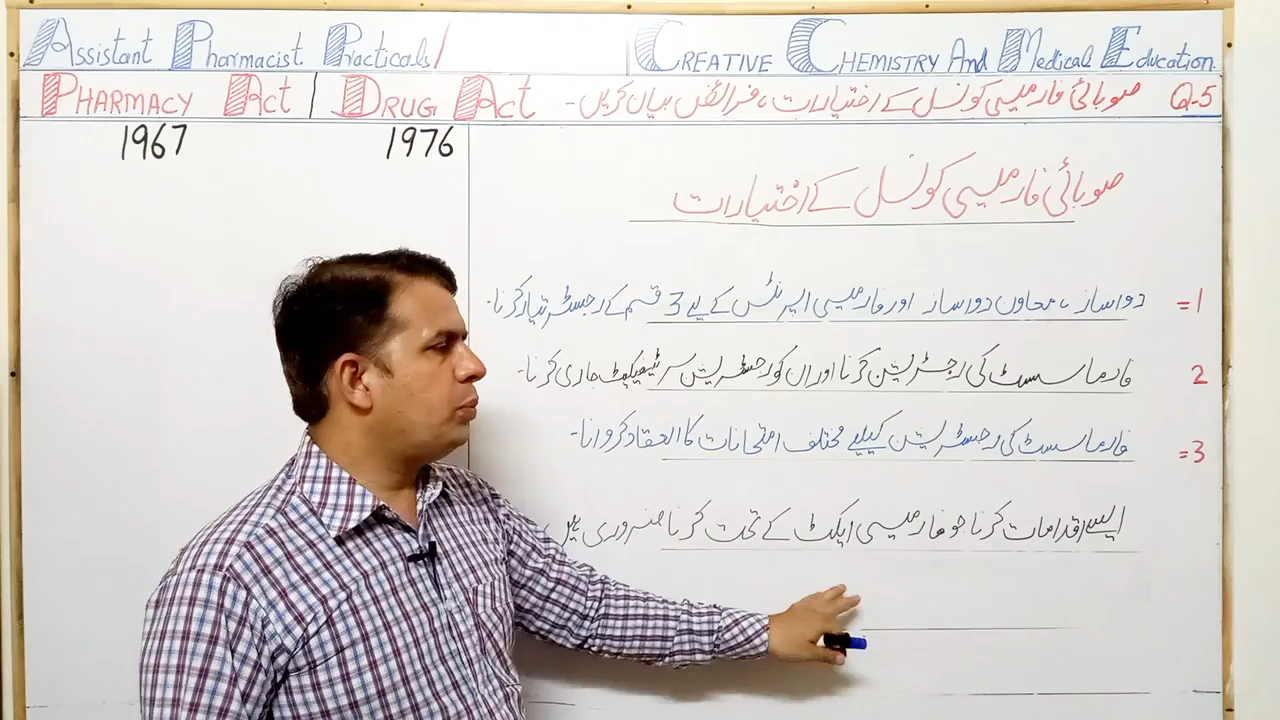 Assistant Pharmacist Practicals/ Creative Chemistry And Medical Education
Pharmacy Act | Drug Act صوبائی فارمیسی کونسل کے اختیارات، فرائض بیان کریں۔ Q-5
1967 1976
صوبائی فارمیسی کونسل کے اختیارات
1= دواساز، معاون دواساز اور فارمیسی اپرنٹس کے لیے 3 قسم کے رجسٹر تیار کرنا۔
2 فارماسسٹ کی رجسٹریشن کرنا اور ان کو رجسٹریشن سرٹیفیکیٹ جاری کرنا۔
3= فارماسسٹ کی رجسٹریشن کیلیے مختلف امتحانات کا انعقاد کروانا۔
ایسے اقدامات کرنا جو فارمیسی ایکٹ کے تحت کرنا ضروری ہیں